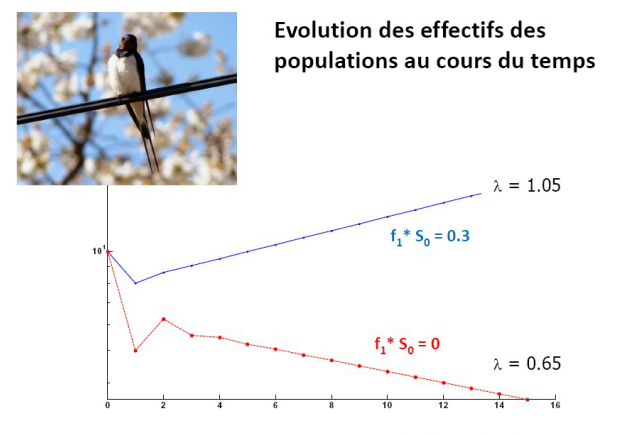 Evolution des effectifs des
populations au cours du temps
λ = 1.05
10¹
f₁* S₀ = 0.3
f₁* S₀ = 0
λ = 0.65
0 2 4 6 8 10 12 14 16